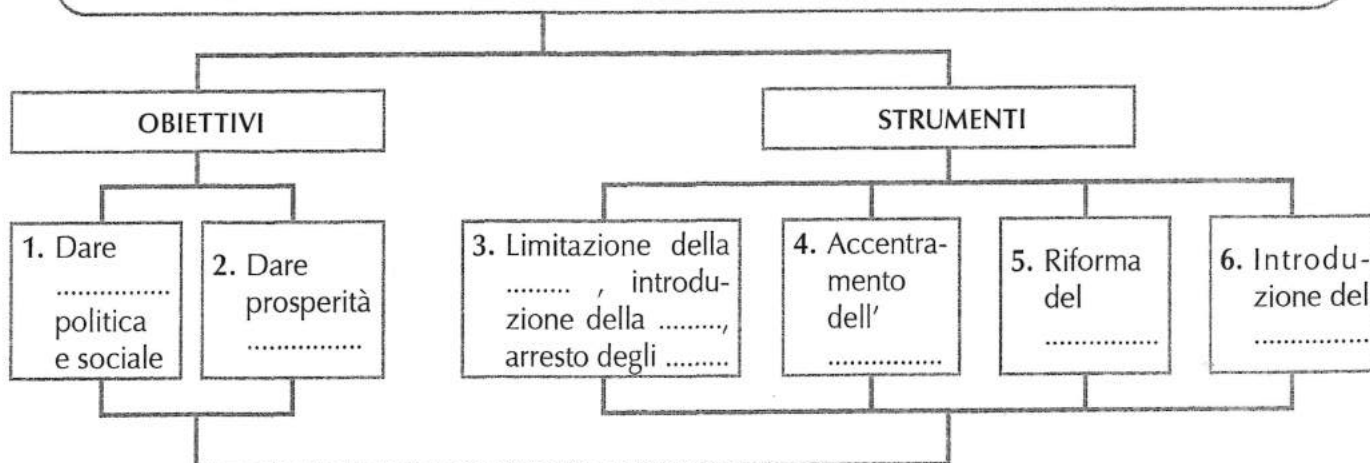 OBIETTIVI
STRUMENTI
1. Dare
...............
politica
e sociale
2. Dare
prosperità
...............
3. Limitazione della
......... , introdu-
zione della .........,
arresto degli .........
4. Accentra-
mento
dell'
...............
5. Riforma
del
...............
6. Introdu-
zione del
...............